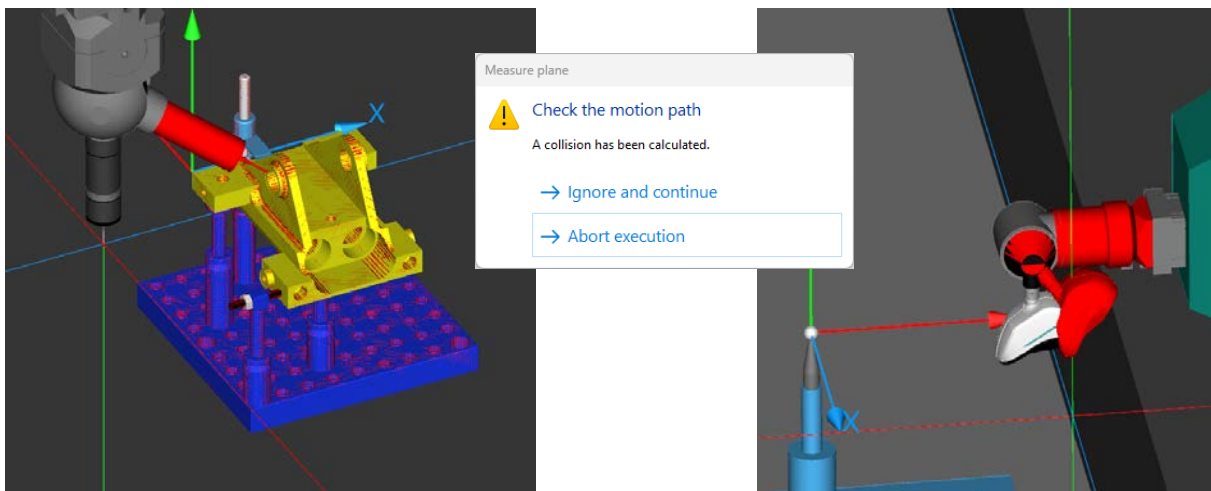 X
Measure plane
Check the motion path
A collision has been calculated.
→ Ignore and continue
→ Abort execution
X